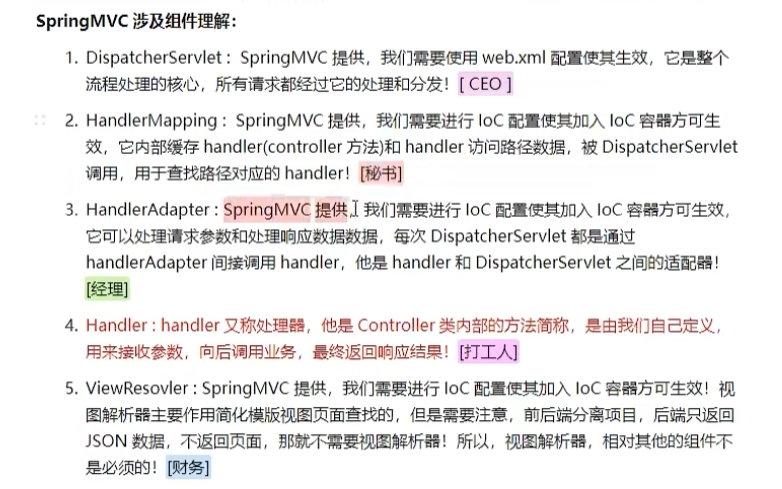 SpringMVC 涉及组件理解：
1. DispatcherServlet : SpringMVC 提供，我们需要使用 web.xml 配置使其生效，它是整个
流程处理的核心，所有请求都经过它的处理和分发！[ CEO ]
2. HandlerMapping : SpringMVC 提供，我们需要进行 IoC 配置使其加入 IoC 容器方可生
效，它内部缓存 handler(controller 方法)和 handler 访问路径数据，被 DispatcherServlet
调用，用于查找路径对应的 handler！[秘书]
3. HandlerAdapter : SpringMVC 提供，我们需要进行 IoC 配置使其加入 IoC 容器方可生效，
它可以处理请求参数和处理响应数据数据，每次 DispatcherServlet 都是通过
handlerAdapter 间接调用 handler，他是 handler 和 DispatcherServlet 之间的适配器！
[经理]
4. Handler : handler 又称处理器，他是 Controller 类内部的方法简称，是由我们自己定义，
用来接收参数，向后调用业务，最终返回响应结果！[打工人]
5. ViewResovler : SpringMVC 提供，我们需要进行 IoC 配置使其加入 IoC 容器方可生效！视
图解析器主要作用简化模版视图页面查找的，但是需要注意，前后端分离项目，后端只返回
JSON 数据，不返回页面，那就不需要视图解析器！所以，视图解析器，相对其他的组件不
是必须的！[财务]